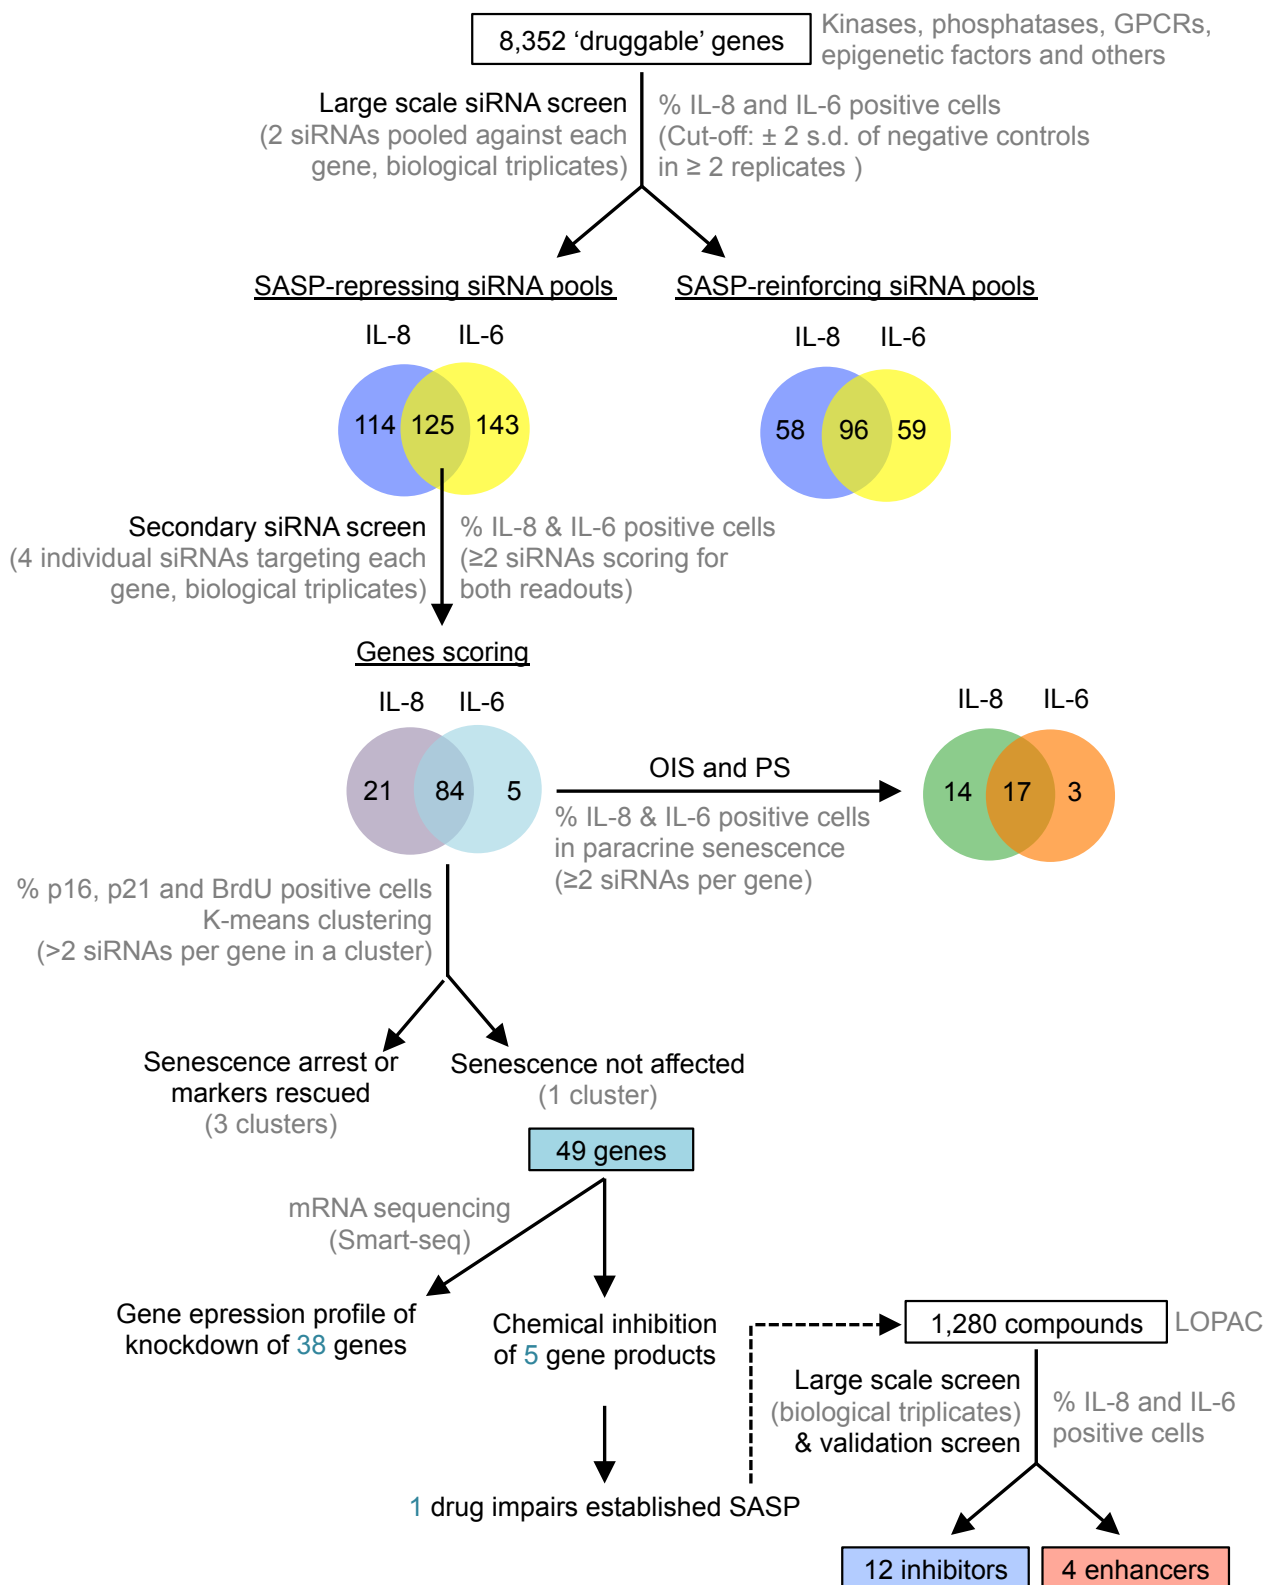 8,352 ‘druggable’ genes
Kinases, phosphatases, GPCRs,
epigenetic factors and others
Large scale siRNA screen
(2 siRNAs pooled against each
gene, biological triplicates)
% IL-8 and IL-6 positive cells
(Cut-off: ± 2 s.d. of negative controls
in ≥ 2 replicates )
SASP-repressing siRNA pools
SASP-reinforcing siRNA pools
IL-8 IL-6
IL-8 IL-6
114 125 143
58 96 59
Secondary siRNA screen
(4 individual siRNAs targeting each
gene, biological triplicates)
% IL-8 & IL-6 positive cells
(≥2 siRNAs scoring for
both readouts)
Genes scoring
IL-8 IL-6
IL-8 IL-6
21 84 5
OIS and PS
14 17 3
% IL-8 & IL-6 positive cells
in paracrine senescence
(≥2 siRNAs per gene)
% p16, p21 and BrdU positive cells
K-means clustering
(>2 siRNAs per gene in a cluster)
Senescence arrest or
markers rescued
(3 clusters)
Senescence not affected
(1 cluster)
49 genes
mRNA sequencing
(Smart-seq)
Gene epression profile of
knockdown of 38 genes
Chemical inhibition
of 5 gene products
1,280 compounds
LOPAC
Large scale screen
(biological triplicates)
& validation screen
% IL-8 and IL-6
positive cells
1 drug impairs established SASP
12 inhibitors
4 enhancers